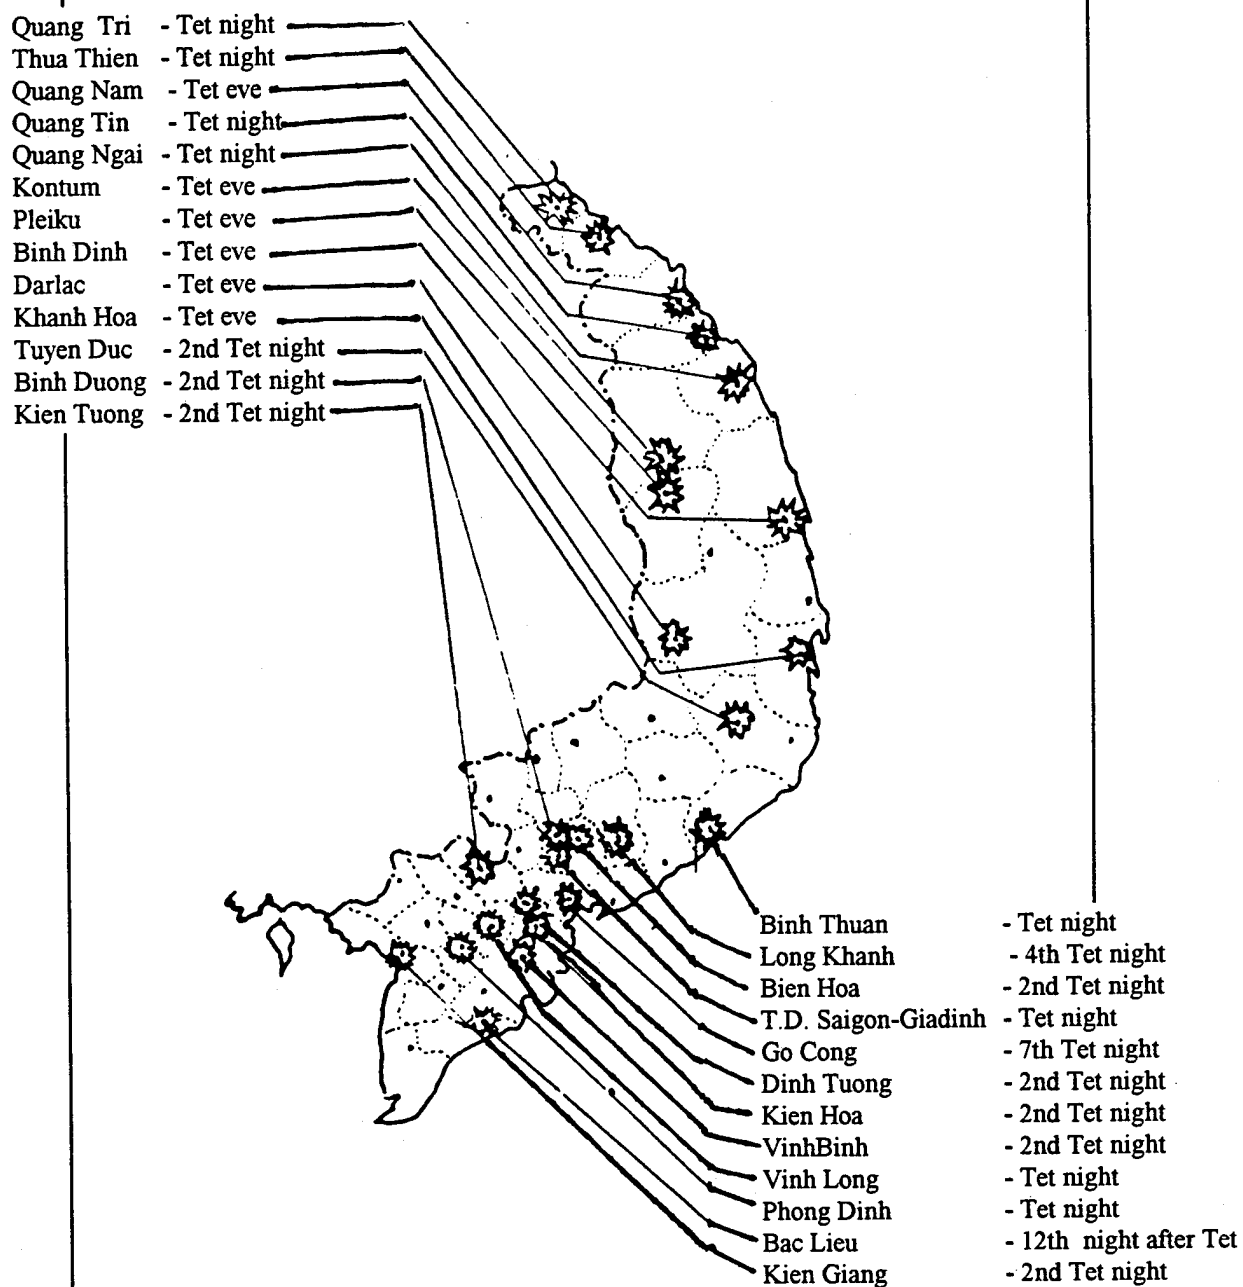 Quang Tri - Tet night
Thua Thien - Tet night
Quang Nam - Tet eve
Quang Tin - Tet night
Quang Ngai - Tet night
Kontum - Tet eve
Pleiku - Tet eve
Binh Dinh - Tet eve
Darlac - Tet eve
Khanh Hoa - Tet eve
Tuyen Duc - 2nd Tet night
Binh Duong - 2nd Tet night
Kien Tuong - 2nd Tet night
Binh Thuan - Tet night
Long Khanh - 4th Tet night
Bien Hoa - 2nd Tet night
T.D. Saigon-Giadinh - Tet night
Go Cong - 7th Tet night
Dinh Tuong - 2nd Tet night
Kien Hoa - 2nd Tet night
VinhBinh - 2nd Tet night
Vinh Long - Tet night
Phong Dinh - Tet night
Bac Lieu - 12th night after Tet
Kien Giang - 2nd Tet night